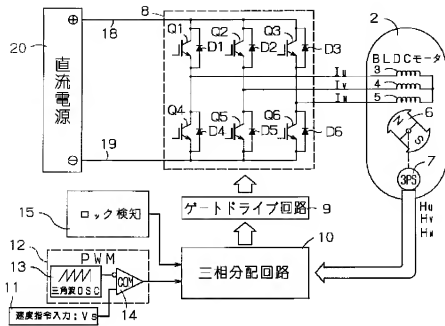 8
2
20
18
Q1
Q2
Q3
D1
D2
D3
BLDCモータ
直流電源
Iu
3
Iv
4
Iw
5
6
N
S
Q4
Q5
Q6
D4
D5
D6
19
7
3PS
15
ロック検知
ゲートドライブ回路
9
Hu
Hv
Hw
10
12
PWM
13
三角波OSC
COM
三相分配回路
11
14
速度指令入力:Vs